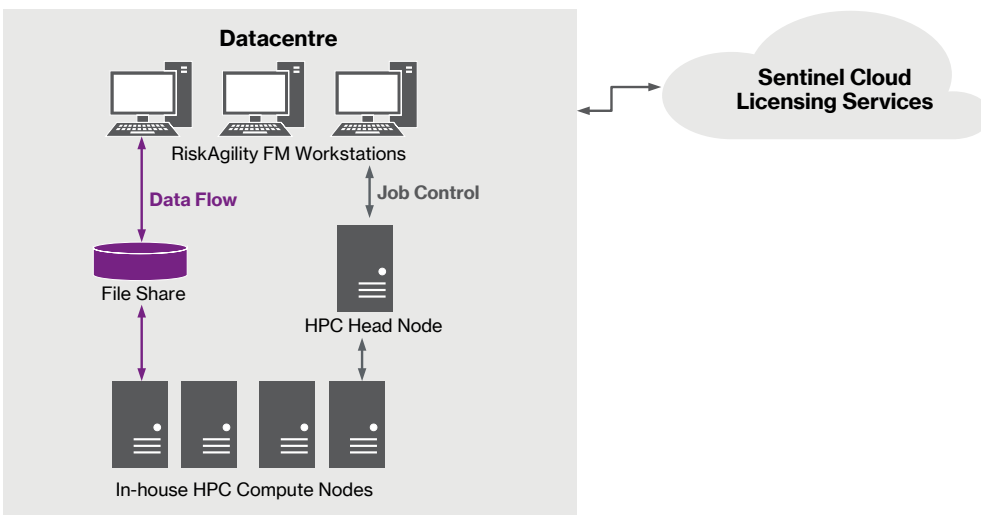 Datacentre
Sentinel Cloud
Licensing Services
RiskAgility FM Workstations
Data Flow
Job Control
File Share
HPC Head Node
In-house HPC Compute Nodes